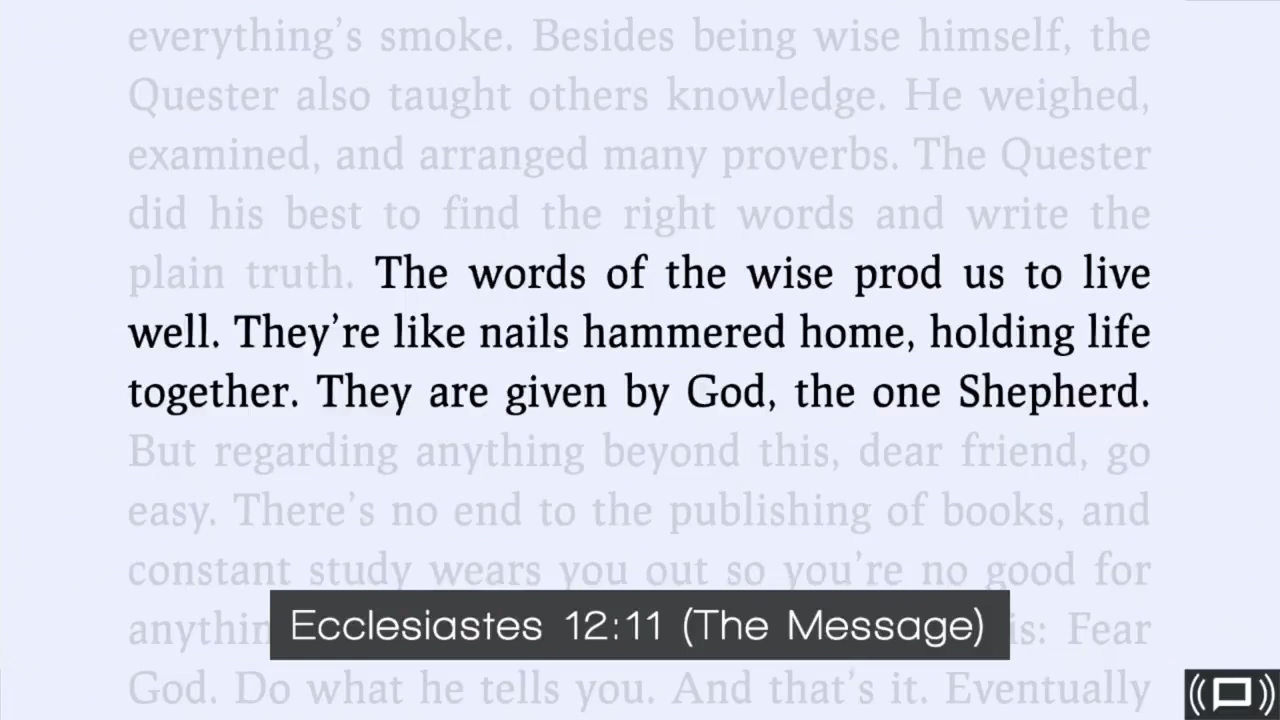 everything’s smoke. Besides being wise himself, the
Quester also taught others knowledge. He weighed,
examined, and arranged many proverbs. The Quester
did his best to find the right words and write the
plain truth. The words of the wise prod us to live
well. They’re like nails hammered home, holding life
together. They are given by God, the one Shepherd.
But regarding anything beyond this, dear friend, go
easy. There’s no end to the publishing of books, and
constant study wears you out so you’re no good for
is: Fear
Ecclesiastes 12:11 (The Message)
God. Do what he tells you. And that’s it. Eventually